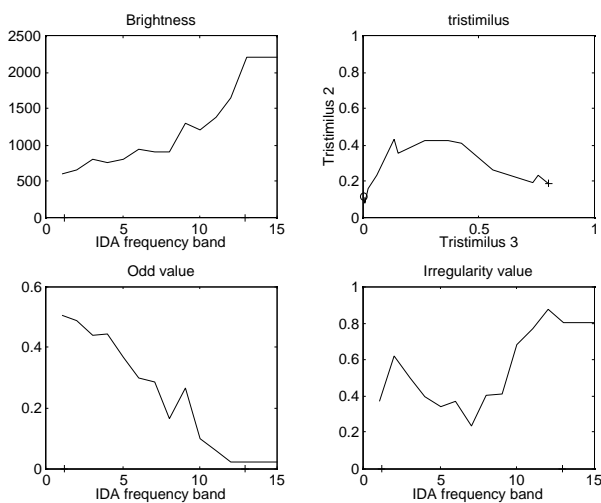 Brightness
2500
2000
1500
1000
500
0
0 5 10 15
IDA frequency band
tristimilus
1
0.8
0.6
0.4
0.2
0
0 0.5 1
Tristimilus 2
Tristimilus 3
Odd value
0.6
0.4
0.2
0
0 5 10 15
IDA frequency band
Irregularity value
1
0.8
0.6
0.4
0.2
0
0 5 10 15
IDA frequency band